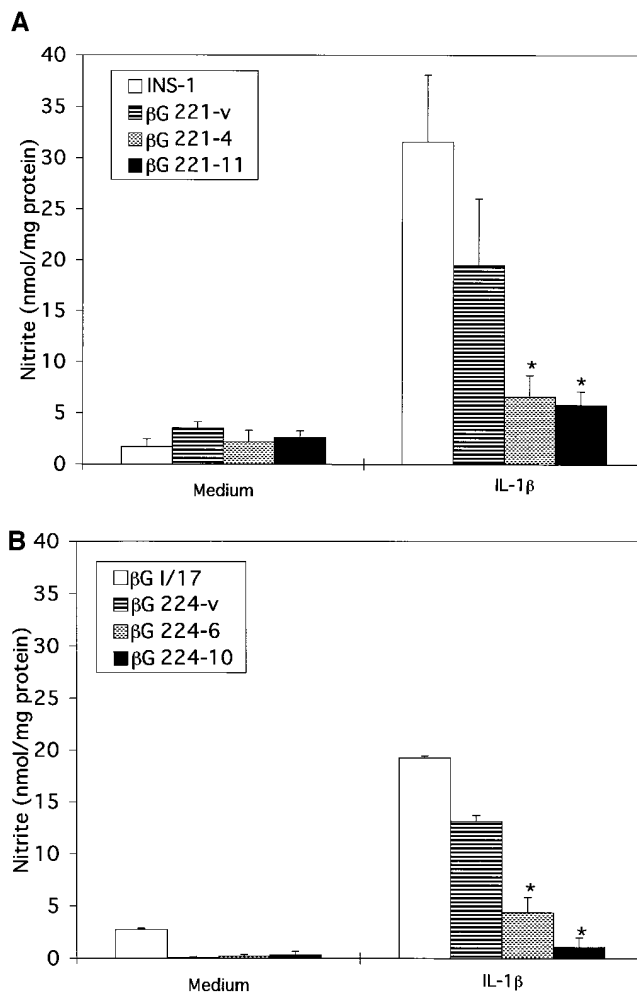 A
40
35
30
25
20
15
10
5
0
Nitrite (nmol/mg protein)
INS-1
βG 221-v
βG 221-4
βG 221-11
*
*
Medium
IL-1β
B
40
35
30
25
20
15
10
5
0
Nitrite (nmol/mg protein)
βG I/17
βG 224-v
βG 224-6
βG 224-10
*
*
Medium
IL-1β